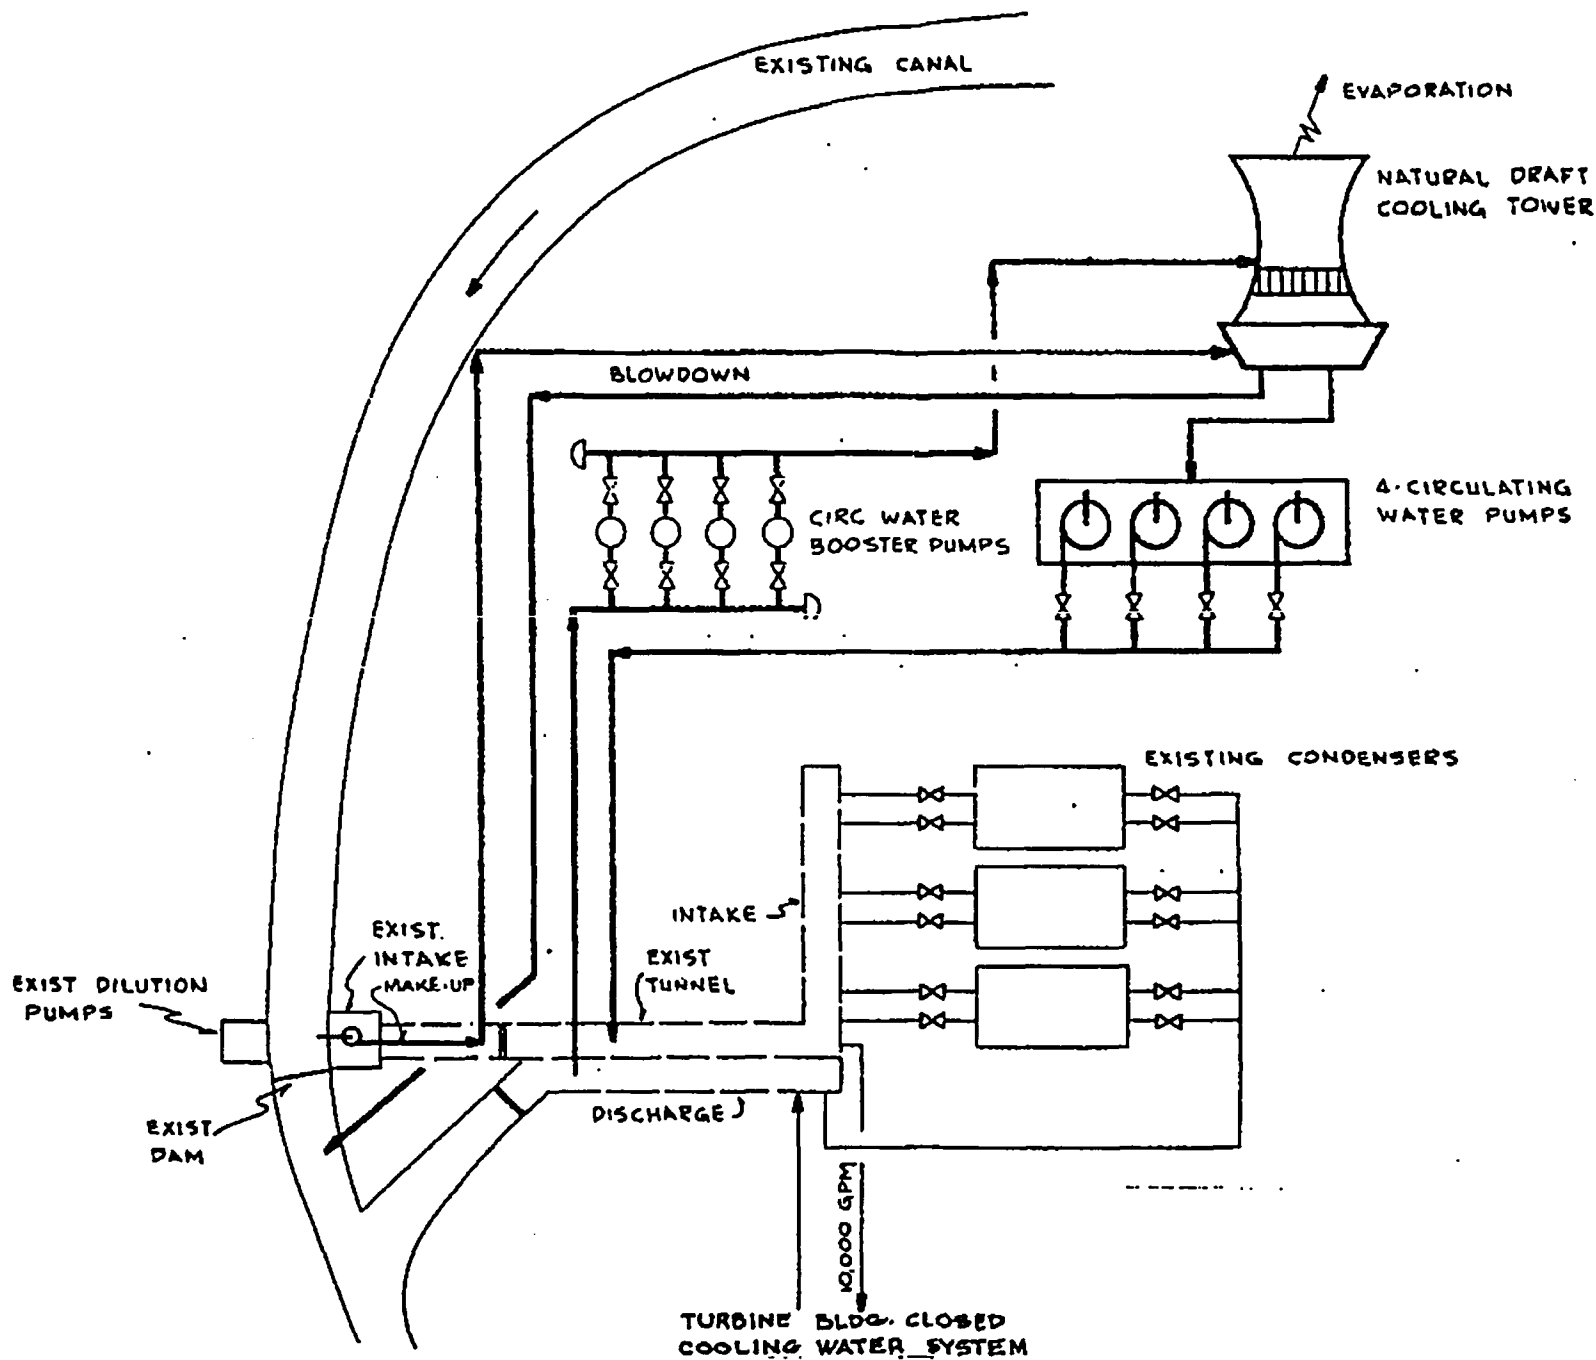 EXISTING CANAL
EVAPORATION
NATURAL DRAFT
COOLING TOWER
BLOWDOWN
4-CIRCULATING
WATER PUMPS
CIRC WATER
BOOSTER PUMPS
EXISTING CONDENSERS
INTAKE
EXIST.
INTAKE
MAKE-UP
EXIST
TUNNEL
EXIST DILUTION
PUMPS
DISCHARGE
EXIST.
DAM
10,000 GPM
TURBINE BLDG. CLOSED
COOLING WATER SYSTEM